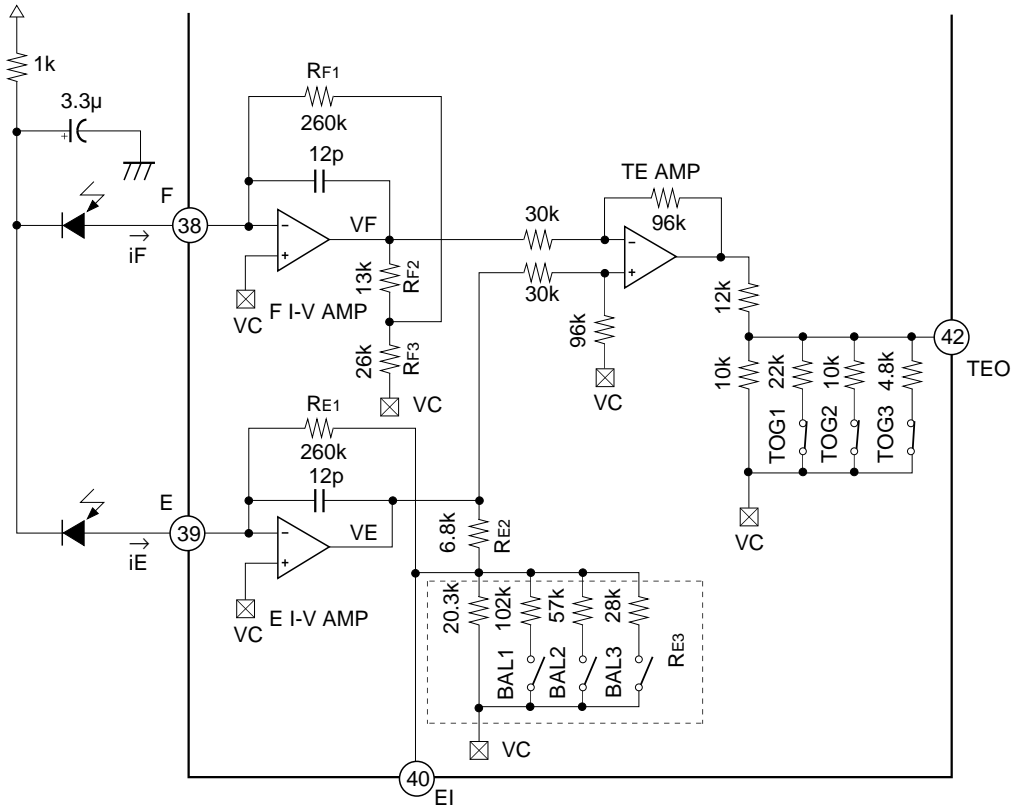 1k
3.3µ
+
F
38
iF
RF1
260k
12p
−
+
VF
VC
F I-V AMP
13k
RF2
26k
RF3
VC
TE AMP
96k
30k
30k
−
+
96k
VC
12k
10k
22k
10k
4.8k
TOG1
TOG2
TOG3
VC
42
TEO
RE1
260k
12p
E
39
iE
−
+
VE
VC
E I-V AMP
6.8k
RE2
20.3k
102k
57k
28k
BAL1
BAL2
BAL3
RE3
VC
40
EI